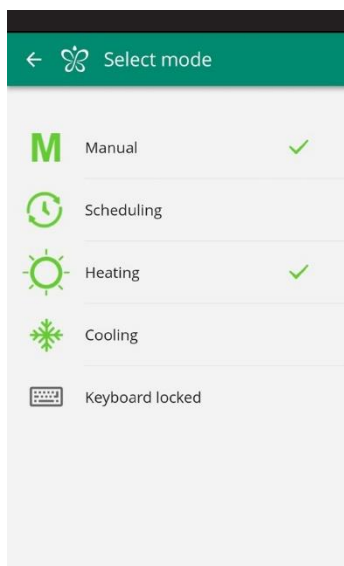 Select mode
M Manual
Scheduling
Heating
Cooling
Keyboard locked